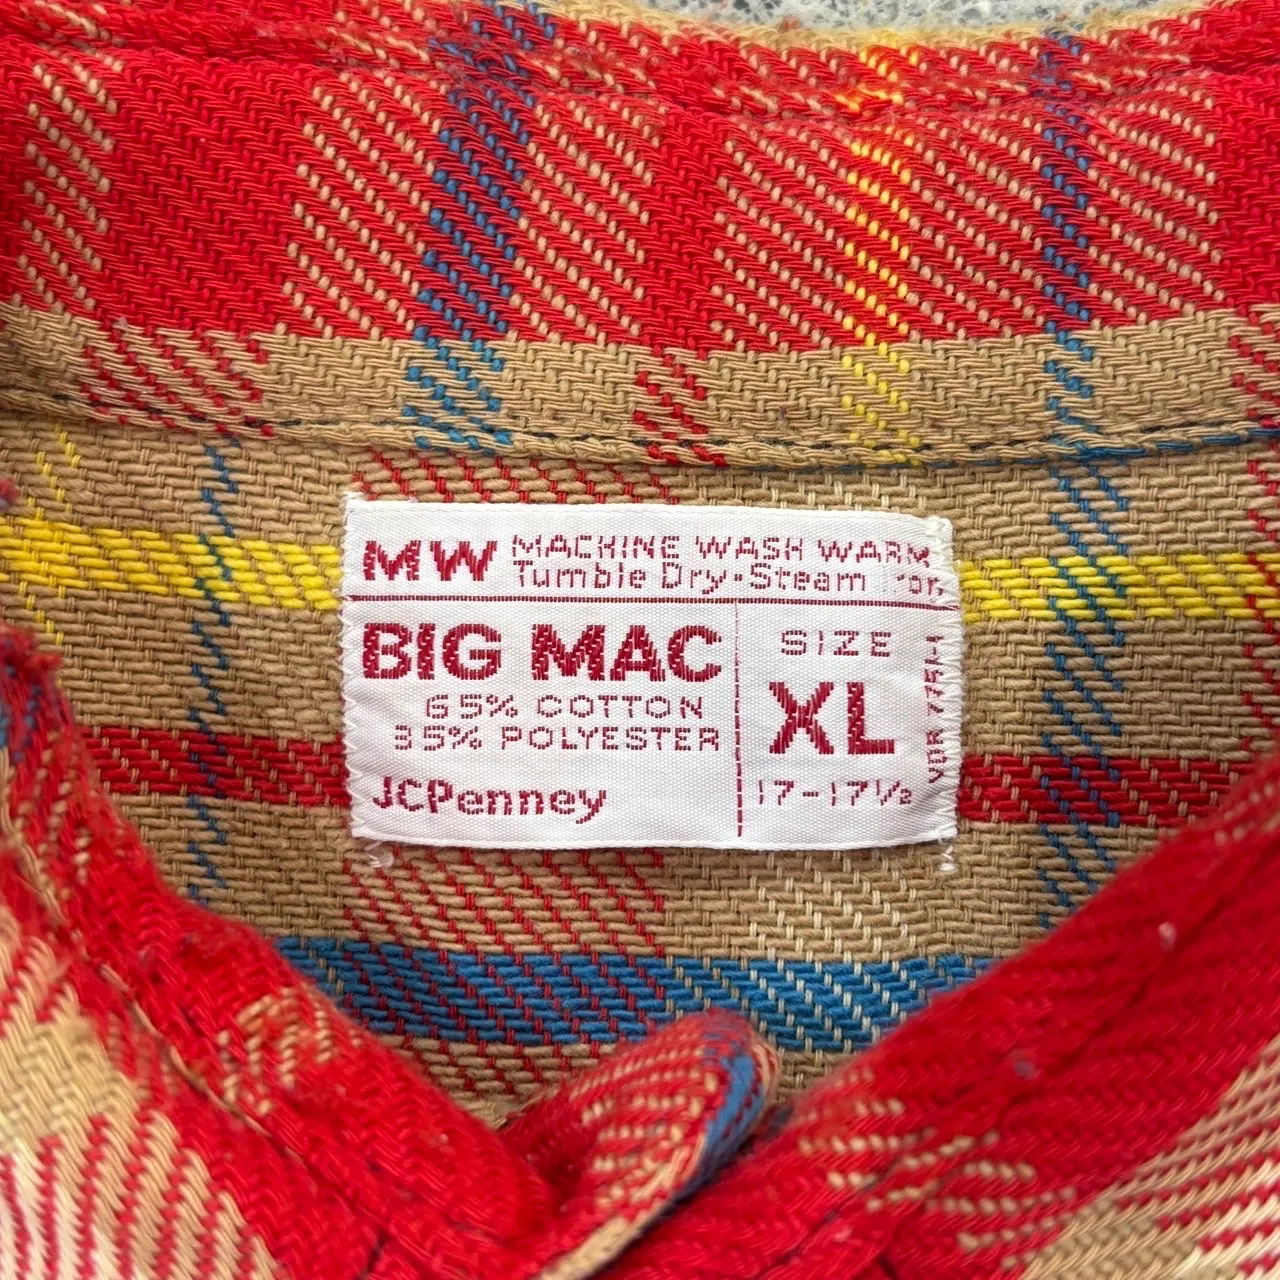 MW MACHINE WASH WARM
Tumble Dry-Steam Iron
BIG MAC
65% COTTON
35% POLYESTER
JCPenney
SIZE
XL
17-17½